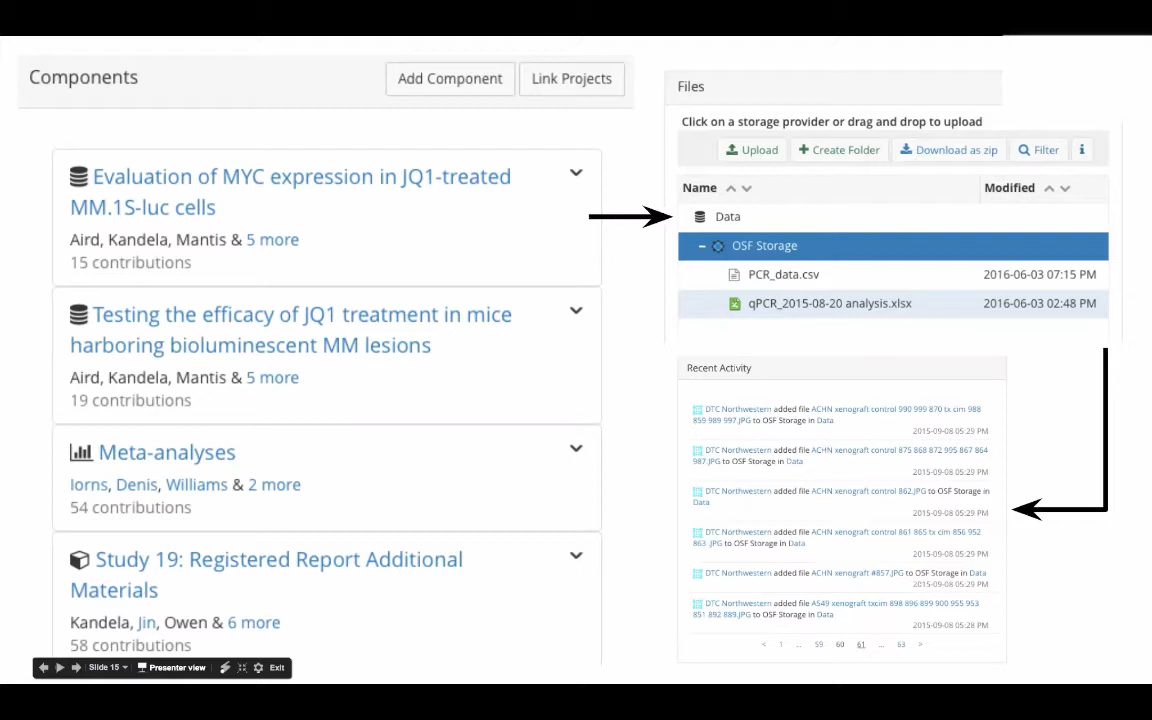 Components
Add Component
Link Projects
Evaluation of MYC expression in JQ1-treated
MM.1S-luc cells
Aird, Kandela, Mantis & 5 more
15 contributions
Testing the efficacy of JQ1 treatment in mice
harboring bioluminescent MM lesions
Aird, Kandela, Mantis & 5 more
19 contributions
Meta-analyses
Iorns, Denis, Williams & 2 more
54 contributions
Study 19: Registered Report Additional
Materials
Kandela, Jin, Owen & 6 more
58 contributions
Files
Click on a storage provider or drag and drop to upload
Upload Create Folder Download as zip Filter i
Name Modified
Data
OSF Storage
PCR_data.csv 2016-06-03 07:15 PM
qPCR_2015-08-20 analysis.xlsx 2016-06-03 02:48 PM
Recent Activity
DTC Northwestern added file ACHN xenograft control 990 999 870 tx cim 988
859 989 997.JPG to OSF Storage in Data
2015-09-08 05:29 PM
DTC Northwestern added file ACHN xenograft control 875 868 872 995 867 864
987.JPG to OSF Storage in Data
2015-09-08 05:29 PM
DTC Northwestern added file ACHN xenograft control 862.JPG to OSF Storage in
Data
2015-09-08 05:29 PM
DTC Northwestern added file ACHN xenograft control 861 865 tx cim 856 952
863 .JPG to OSF Storage in Data
2015-09-08 05:29 PM
DTC Northwestern added file ACHN xenograft #857.JPG to OSF Storage in Data
2015-09-08 05:29 PM
DTC Northwestern added file A549 xenograft txcim 898 896 899 900 955 953
851 892 889.JPG to OSF Storage in Data
2015-09-08 05:28 PM
< 1 ... 59 60 61 ... 63 >
Slide 15 Presenter view Exit